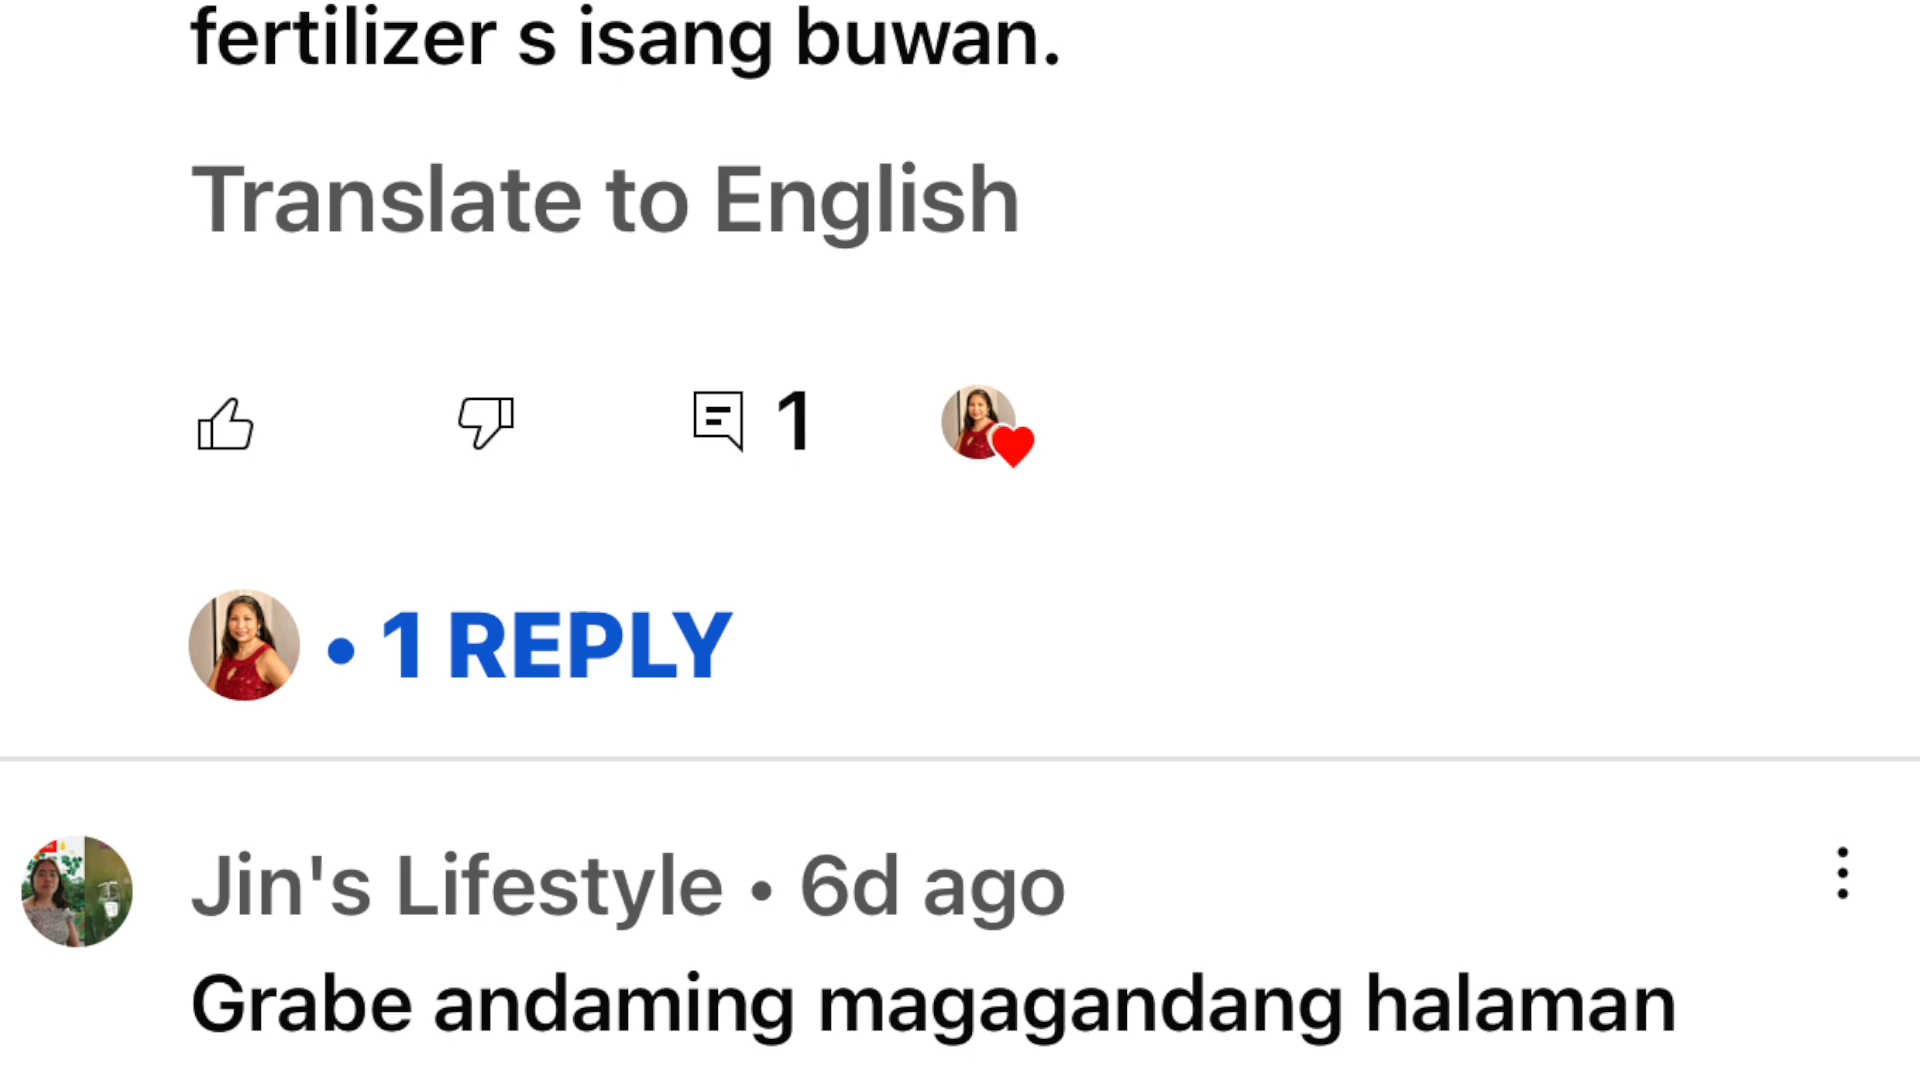 fertilizer s isang buwan.
Translate to English
1
• 1 REPLY
Jin's Lifestyle • 6d ago
Grabe andaming magagandang halaman